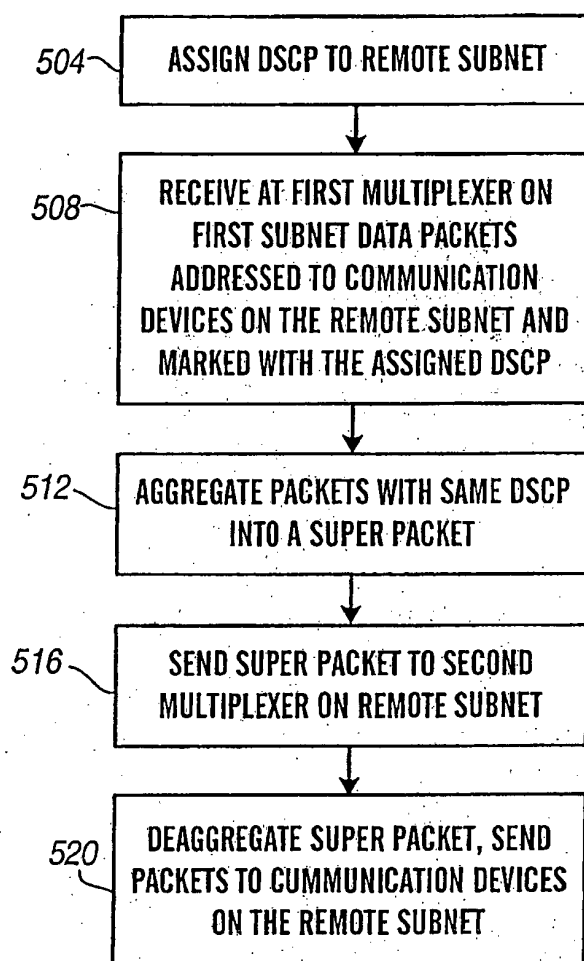 504
ASSIGN DSCP TO REMOTE SUBNET
508
RECEIVE AT FIRST MULTIPLEXER ON
FIRST SUBNET DATA PACKETS
ADDRESSED TO COMMUNICATION
DEVICES ON THE REMOTE SUBNET AND
MARKED WITH THE ASSIGNED DSCP
512
AGGREGATE PACKETS WITH SAME DSCP
INTO A SUPER PACKET
516
SEND SUPER PACKET TO SECOND
MULTIPLEXER ON REMOTE SUBNET
520
DEAGGREGATE SUPER PACKET, SEND
PACKETS TO CUMMUNICATION DEVICES
ON THE REMOTE SUBNET